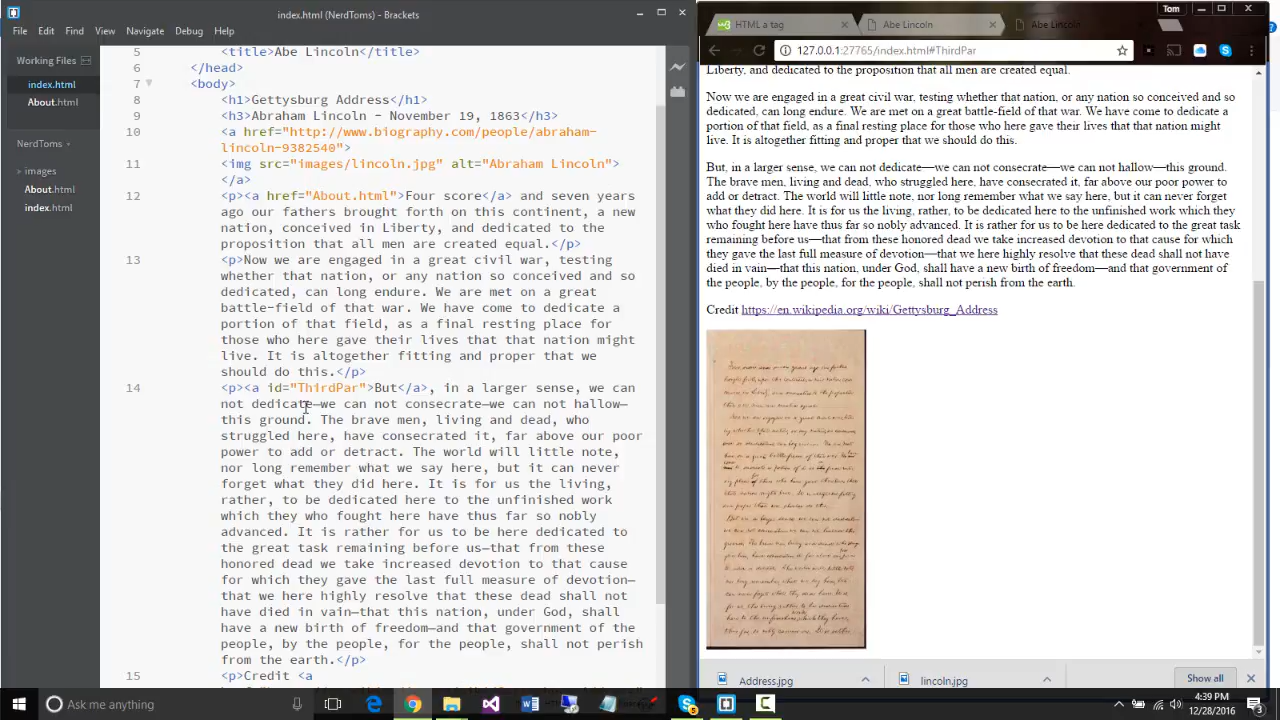 index.html (NerdToms) - Brackets
File Edit Find View Navigate Debug Help
Working Files
index.html
About.html
NerdToms
images
About.html
index.html
5 <title>Abe Lincoln</title>
6 </head>
7 <body>
8 <h1>Gettysburg Address</h1>
9 <h3>Abraham Lincoln - November 19, 1863</h3>
10 <a href="http://www.biography.com/people/abraham-
lincoln-9382540">
11 <img src="images/lincoln.jpg" alt="Abraham Lincoln">
</a>
12 <p><a href="About.html">Four score</a> and seven years
ago our fathers brought forth on this continent, a new
nation, conceived in Liberty, and dedicated to the
proposition that all men are created equal.</p>
13 <p>Now we are engaged in a great civil war, testing
whether that nation, or any nation so conceived and so
dedicated, can long endure. We are met on a great
battle-field of that war. We have come to dedicate a
portion of that field, as a final resting place for
those who here gave their lives that that nation might
live. It is altogether fitting and proper that we
should do this.</p>
14 <p><a id="ThirdPar">But</a>, in a larger sense, we can
not dedicate—we can not consecrate—we can not hallow—
this ground. The brave men, living and dead, who
struggled here, have consecrated it, far above our poor
power to add or detract. The world will little note,
nor long remember what we say here, but it can never
forget what they did here. It is for us the living,
rather, to be dedicated here to the unfinished work
which they who fought here have thus far so nobly
advanced. It is rather for us to be here dedicated to
the great task remaining before us—that from these
honored dead we take increased devotion to that cause
for which they gave the last full measure of devotion—
that we here highly resolve that these dead shall not
have died in vain—that this nation, under God, shall
have a new birth of freedom—and that government of the
people, by the people, for the people, shall not perish
from the earth.</p>
15 <p>Credit <a
Tom
HTML a tag
Abe Lincoln
Abe Lincoln
127.0.0.1:27765/index.html#ThirdPar
Liberty, and dedicated to the proposition that all men are created equal.
Now we are engaged in a great civil war, testing whether that nation, or any nation so conceived and so
dedicated, can long endure. We are met on a great battle-field of that war. We have come to dedicate a
portion of that field, as a final resting place for those who here gave their lives that that nation might
live. It is altogether fitting and proper that we should do this.
But, in a larger sense, we can not dedicate—we can not consecrate—we can not hallow—this ground.
The brave men, living and dead, who struggled here, have consecrated it, far above our poor power to
add or detract. The world will little note, nor long remember what we say here, but it can never forget
what they did here. It is for us the living, rather, to be dedicated here to the unfinished work which they
who fought here have thus far so nobly advanced. It is rather for us to be here dedicated to the great task
remaining before us—that from these honored dead we take increased devotion to that cause for which
they gave the last full measure of devotion—that we here highly resolve that these dead shall not have
died in vain—that this nation, under God, shall have a new birth of freedom—and that government of
the people, by the people, for the people, shall not perish from the earth.
Credit https://en.wikipedia.org/wiki/Gettysburg_Address
Address.jpg
lincoln.jpg
Show all
Ask me anything
4:39 PM
12/28/2016